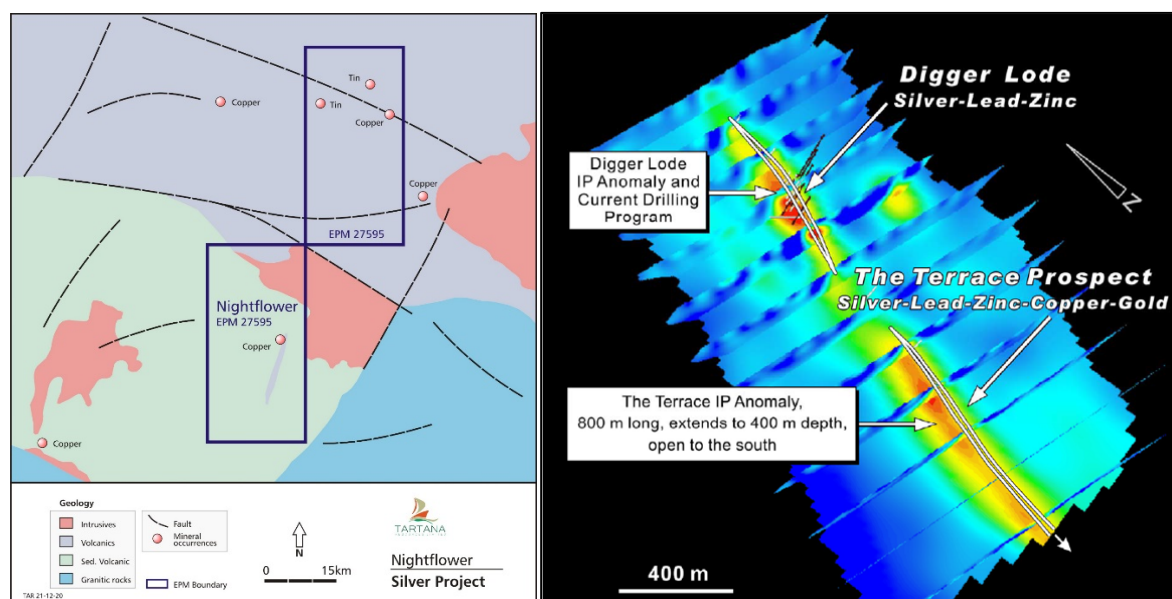 Tin
Tin
Copper
Copper
Copper
EPM 27595
Nightflower
EPM 27595
Copper
Copper
Geology
Intrusives
Volcanics
Sed. Volcanic
Granitic rocks
Fault
Mineral
occurrences
EPM Boundary
N
0 15km
TARTANA
Nightflower
Silver Project
TAR 21-12-20
Digger Lode
Silver-Lead-Zinc
Digger Lode
IP Anomaly and
Current Drilling
Program
N
The Terrace Prospect
Silver-Lead-Zinc-Copper-Gold
The Terrace IP Anomaly,
800 m long, extends to 400 m depth,
open to the south
400 m